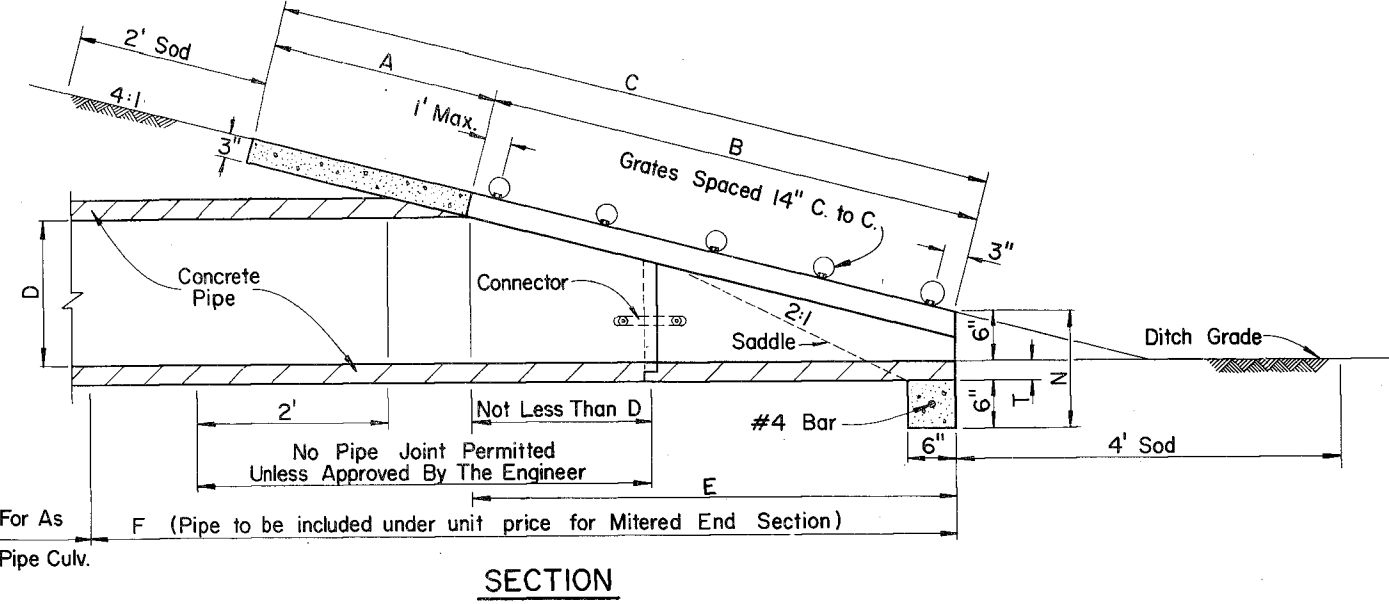 2' Sod
A
C
4:1
1' Max.
B
3"
Grates Spaced 14" C. to C.
3"
D
Concrete
Pipe
Connector
2:1
Saddle
6"
Ditch Grade
N
T
6"
#4 Bar
2'
Not Less Than D
6"
4' Sod
No Pipe Joint Permitted
Unless Approved By The Engineer
E
For As
F (Pipe to be included under unit price for Mitered End Section)
Pipe Culv.
SECTION